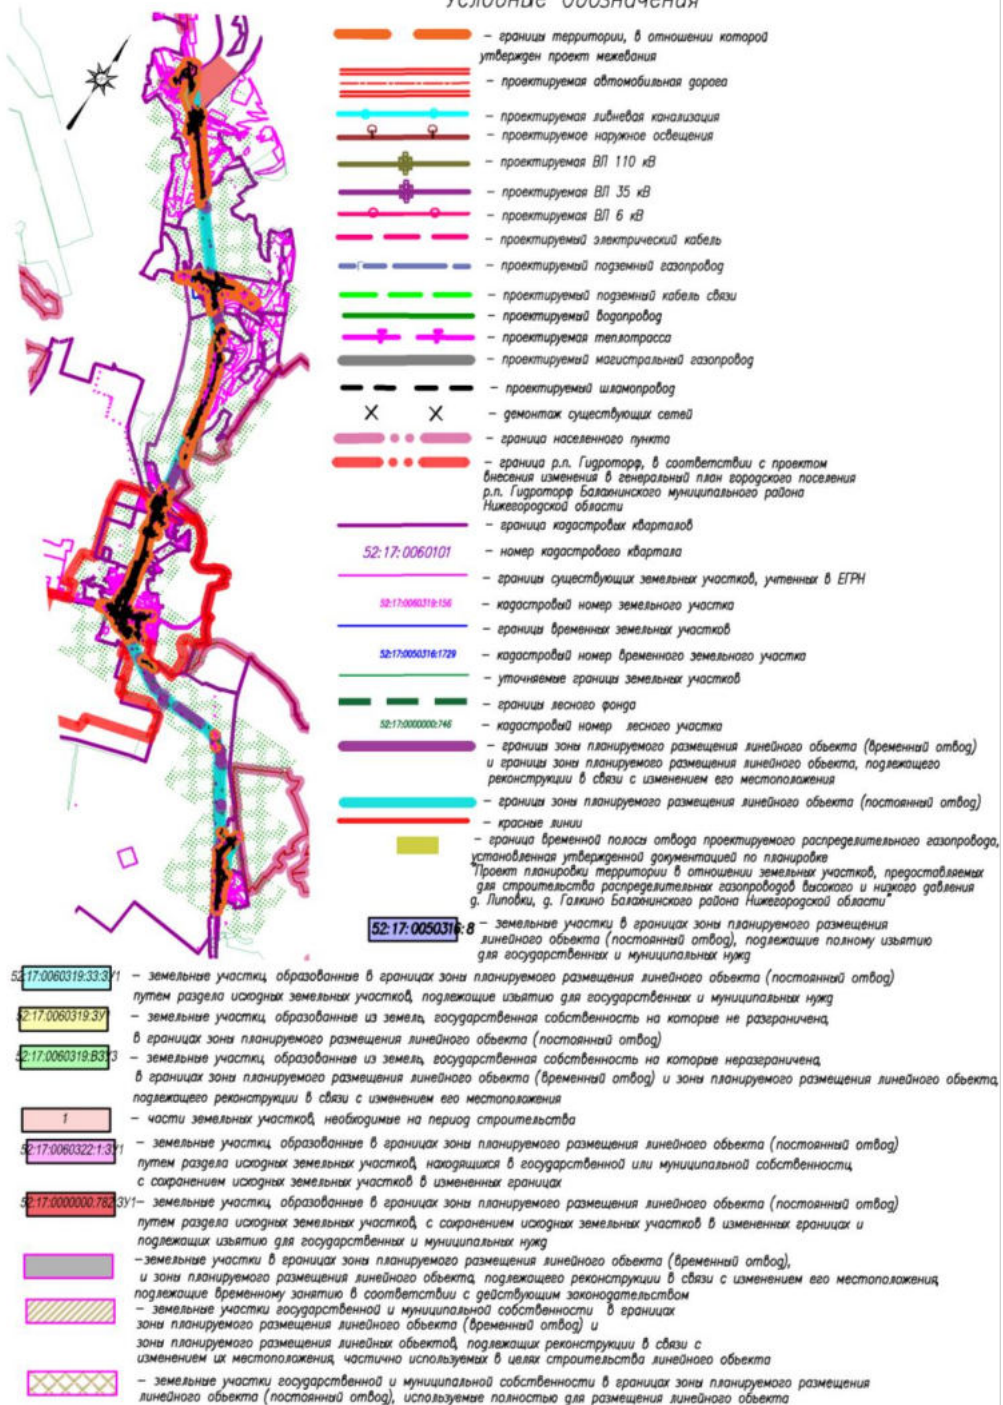 Условные обозначения
– границы территории, в отношении которой
утвержден проект межевания
– проектируемая автомобильная дорога
– проектируемая ливневая канализация
– проектируемое наружное освещения
– проектируемая ВЛ 110 кВ
– проектируемая ВЛ 35 кВ
– проектируемая ВЛ 6 кВ
– проектируемый электрический кабель
– проектируемый подземный газопровод
– проектируемый подземный кабель связи
– проектируемый водопровод
– проектируемая теплотрасса
– проектируемый магистральный газопровод
– проектируемый шламопровод
– демонтаж существующих сетей
– граница населенного пункта
– граница р.п. Гидроторф, в соответствии с проектом
внесения изменения в генеральный план городского поселения
р.п. Гидроторф Балахнинского муниципального района
Нижегородской области
– граница кадастровых кварталов
52:17:0060101 – номер кадастрового квартала
– границы существующих земельных участков, учтенных в ЕГРН
52:17:0060319:156 – кадастровый номер земельного участка
– границы временных земельных участков
52:17:0050316:1729 – кадастровый номер временного земельного участка
– уточняемые границы земельных участков
– границы лесного фонда
52:17:0000000:746 – кадастровый номер лесного участка
– границы зоны планируемого размещения линейного объекта (временный отвод)
и границы зоны планируемого размещения линейного объекта, подлежащего
реконструкции в связи с изменением его местоположения
– границы зоны планируемого размещения линейного объекта (постоянный отвод)
– красные линии
– граница временной полосы отвода проектируемого распределительного газопровода,
установленная утвержденной документацией по планировке
"Проект планировки территории в отношении земельных участков, предоставляемых
для строительства распределительных газопроводов высокого и низкого давления
д. Липовки, д. Галкино Балахнинского района Нижегородской области"
52:17:0050316:8 – земельные участки в границах зоны планируемого размещения
линейного объекта (постоянный отвод), подлежащие полному изъятию
для государственных и муниципальных нужд
52:17:0060319:33:ЗУ1 – земельные участки, образованные в границах зоны планируемого размещения линейного объекта (постоянный отвод)
путем раздела исходных земельных участков, подлежащие изъятию для государственных и муниципальных нужд
52:17:0060319:ЗУ1 – земельные участки, образованные из земель, государственная собственность на которые не разграничена,
в границах зоны планируемого размещения линейного объекта (постоянный отвод)
52:17:0060319:ВЗУ3 – земельные участки, образованные из земель, государственная собственность на которые неразграничена,
в границах зоны планируемого размещения линейного объекта (временный отвод) и зоны планируемого размещения линейного объекта,
подлежащего реконструкции в связи с изменением его местоположения
1 – части земельных участков, необходимые на период строительства
52:17:0060322:1:ЗУ1 – земельные участки, образованные в границах зоны планируемого размещения линейного объекта (постоянный отвод)
путем раздела исходных земельных участков, находящихся в государственной или муниципальной собственности,
с сохранением исходных земельных участков в измененных границах
52:17:0000000:782:ЗУ1 – земельные участки, образованные в границах зоны планируемого размещения линейного объекта (постоянный отвод)
путем раздела исходных земельных участков, с сохранением исходных земельных участков в измененных границах и
подлежащих изъятию для государственных и муниципальных нужд
– земельные участки в границах зоны планируемого размещения линейного объекта (временный отвод),
и зоны планируемого размещения линейного объекта, подлежащего реконструкции в связи с изменением его местоположения,
подлежащие временному занятию в соответствии с действующим законодательством
– земельные участки государственной и муниципальной собственности в границах
зоны планируемого размещения линейного объекта (временный отвод) и
зоны планируемого размещения линейных объектов, подлежащих реконструкции в связи с
изменением их местоположения, частично используемых в целях строительства линейного объекта
– земельные участки государственной и муниципальной собственности в границах зоны планируемого размещения
линейного объекта (постоянный отвод), используемые полностью для размещения линейного объекта